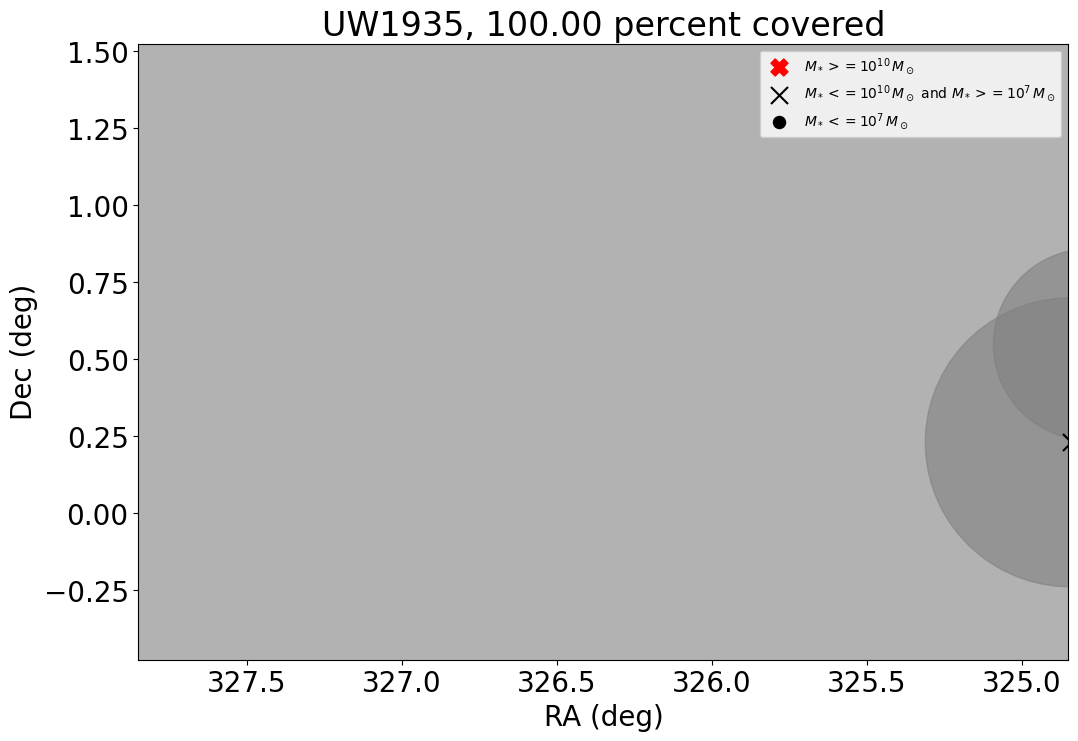 UW1935, 100.00 percent covered
M* >= 10^10 M⊙
M* <= 10^10 M⊙ and M* >= 10^7 M⊙
M* <= 10^7 M⊙
1.50
1.25
1.00
0.75
0.50
0.25
0.00
−0.25
Dec (deg)
327.5 327.0 326.5 326.0 325.5 325.0
RA (deg)